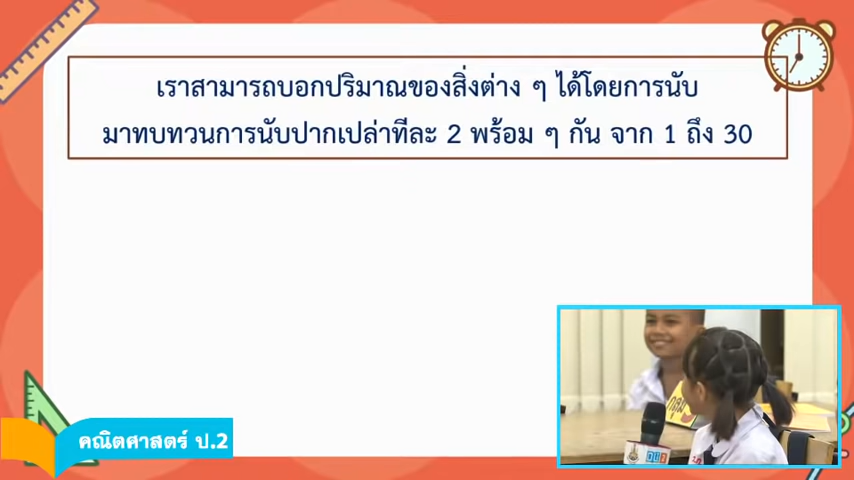 เราสามารถบอกปริมาณของสิ่งต่าง ๆ ได้โดยการนับ
มาทบทวนการนับปากเปล่าทีละ 2 พร้อม ๆ กัน จาก 1 ถึง 30
คณิตศาสตร์ ป.2